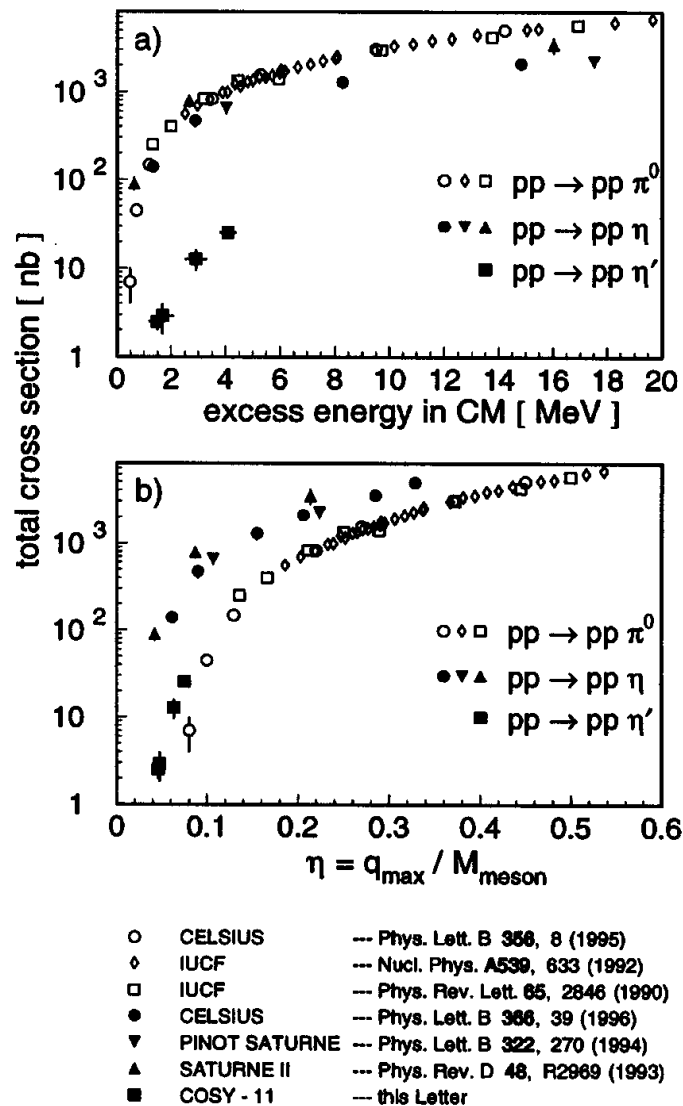 a)
10³
10²
10
1
pp → pp π⁰
pp → pp η
pp → pp η′
0 2 4 6 8 10 12 14 16 18 20
excess energy in CM [ MeV ]
total cross section [ nb ]
b)
10³
10²
10
1
pp → pp π⁰
pp → pp η
pp → pp η′
0 0.1 0.2 0.3 0.4 0.5 0.6
η = q_max / M_meson
CELSIUS --- Phys. Lett. B 356, 8 (1995)
IUCF --- Nucl. Phys. A539, 633 (1992)
IUCF --- Phys. Rev. Lett. 65, 2846 (1990)
CELSIUS --- Phys. Lett. B 366, 39 (1996)
PINOT SATURNE --- Phys. Lett. B 322, 270 (1994)
SATURNE II --- Phys. Rev. D 48, R2969 (1993)
COSY - 11 --- this Letter